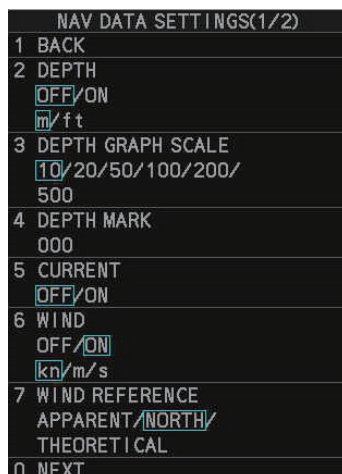 NAV DATA SETTINGS(1/2)
1 BACK
2 DEPTH
OFF/ON
m/ft
3 DEPTH GRAPH SCALE
10/20/50/100/200/
500
4 DEPTH MARK
000
5 CURRENT
OFF/ON
6 WIND
OFF/ON
kn/m/s
7 WIND REFERENCE
APPARENT/NORTH/
THEORETICAL
0 NEXT